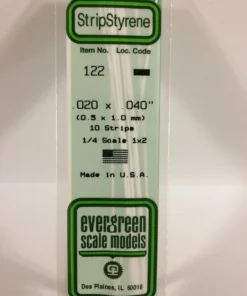 StripStyrene
Item No. Loc. Code
122
.020 x .040"
(0.5 x 1.0 mm)
10 Strips
1/4 Scale 1x2
Made in U.S.A.
evergreen
scale models
Des Plaines, IL 60018